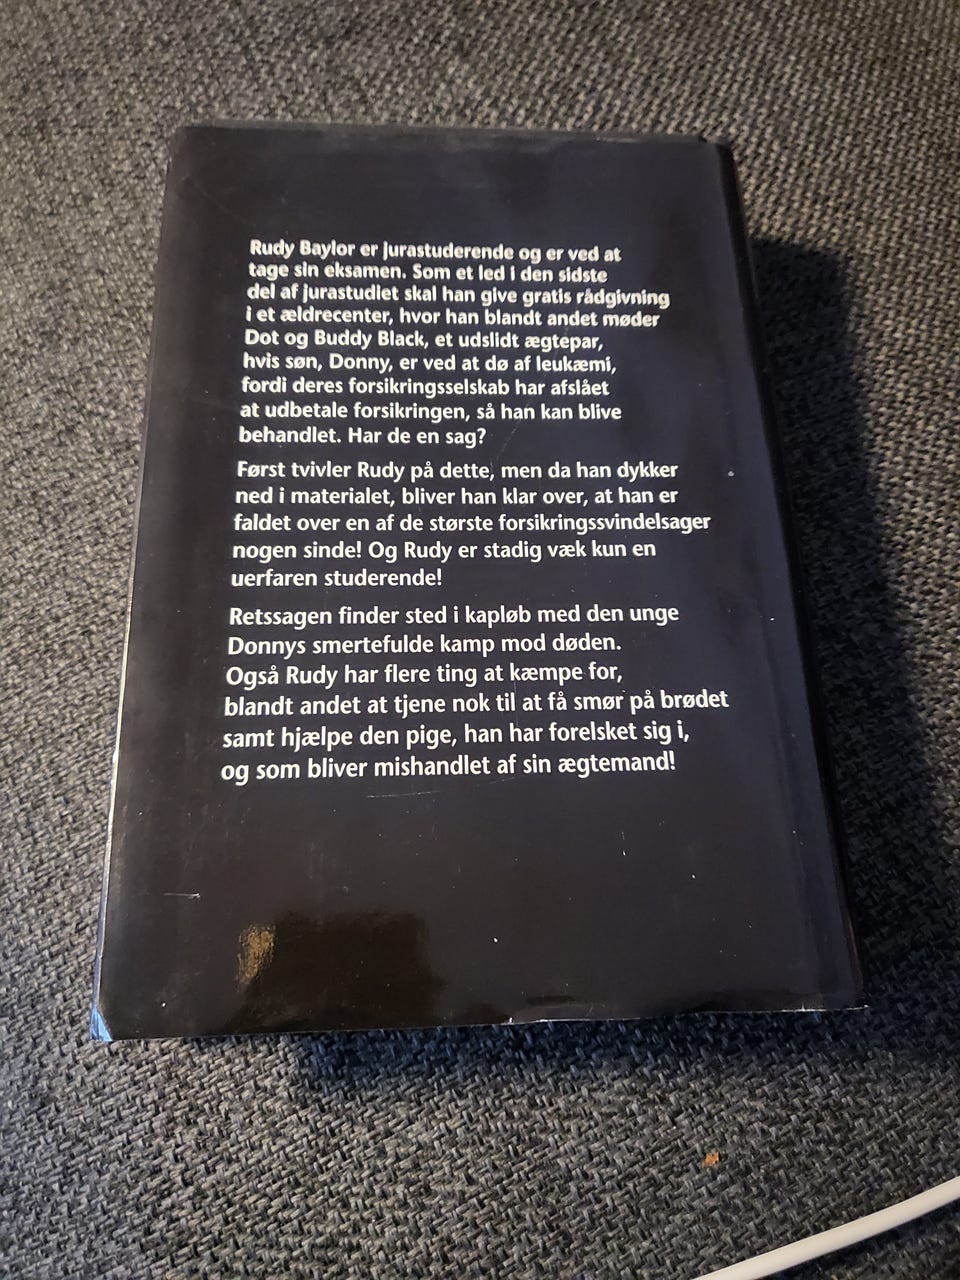 Rudy Baylor er jurastuderende og er ved at
tage sin eksamen. Som et led i den sidste
del af jurastudiet skal han give gratis rådgivning
i et ældrecenter, hvor han blandt andet møder
Dot og Buddy Black, et udslidt ægtepar,
hvis søn, Donny, er ved at dø af leukæmi,
fordi deres forsikringsselskab har afslået
at udbetale forsikringen, så han kan blive
behandlet. Har de en sag?
Først tvivler Rudy på dette, men da han dykker
ned i materialet, bliver han klar over, at han er
faldet over en af de største forsikringssvindelsager
nogen sinde! Og Rudy er stadig væk kun en
uerfaren studerende!
Retssagen finder sted i kapløb med den unge
Donnys smertefulde kamp mod døden.
Også Rudy har flere ting at kæmpe for,
blandt andet at tjene nok til at få smør på brødet
samt hjælpe den pige, han har forelsket sig i,
og som bliver mishandlet af sin ægtemand!